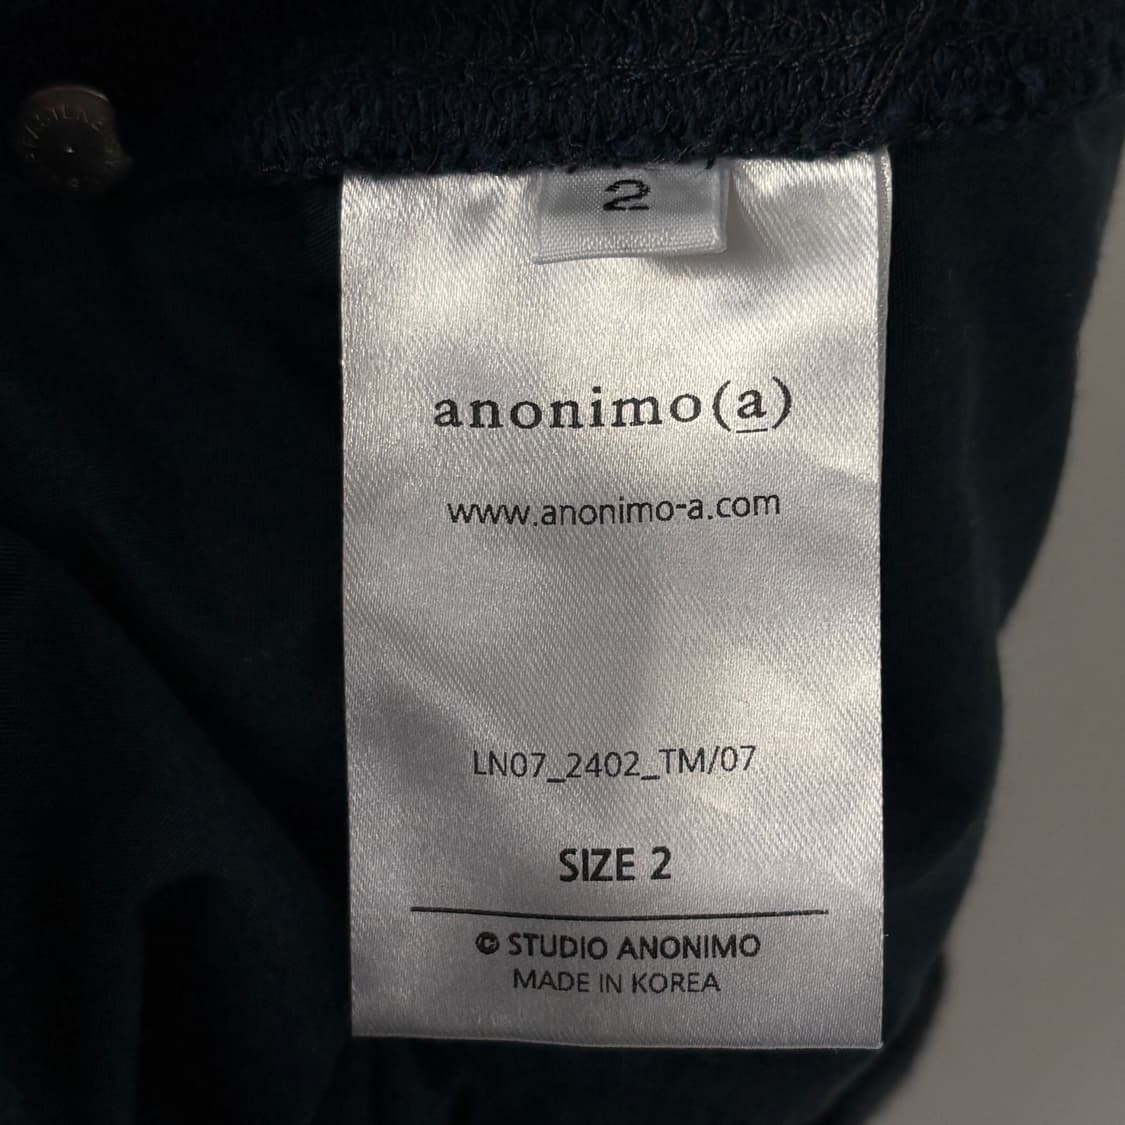 2
anonimo(a)
www.anonimo-a.com
LN07_2402_TM/07
SIZE 2
© STUDIO ANONIMO
MADE IN KOREA